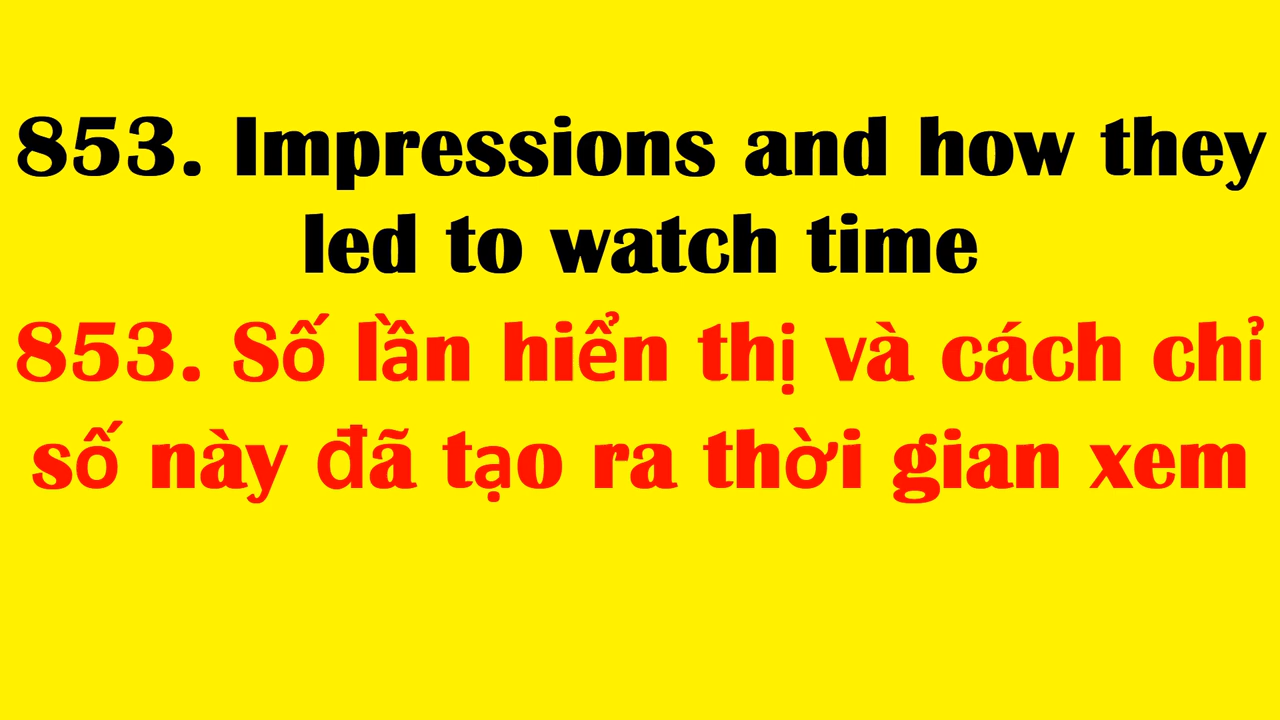 853. Impressions and how they
led to watch time
853. Số lần hiển thị và cách chỉ
số này đã tạo ra thời gian xem